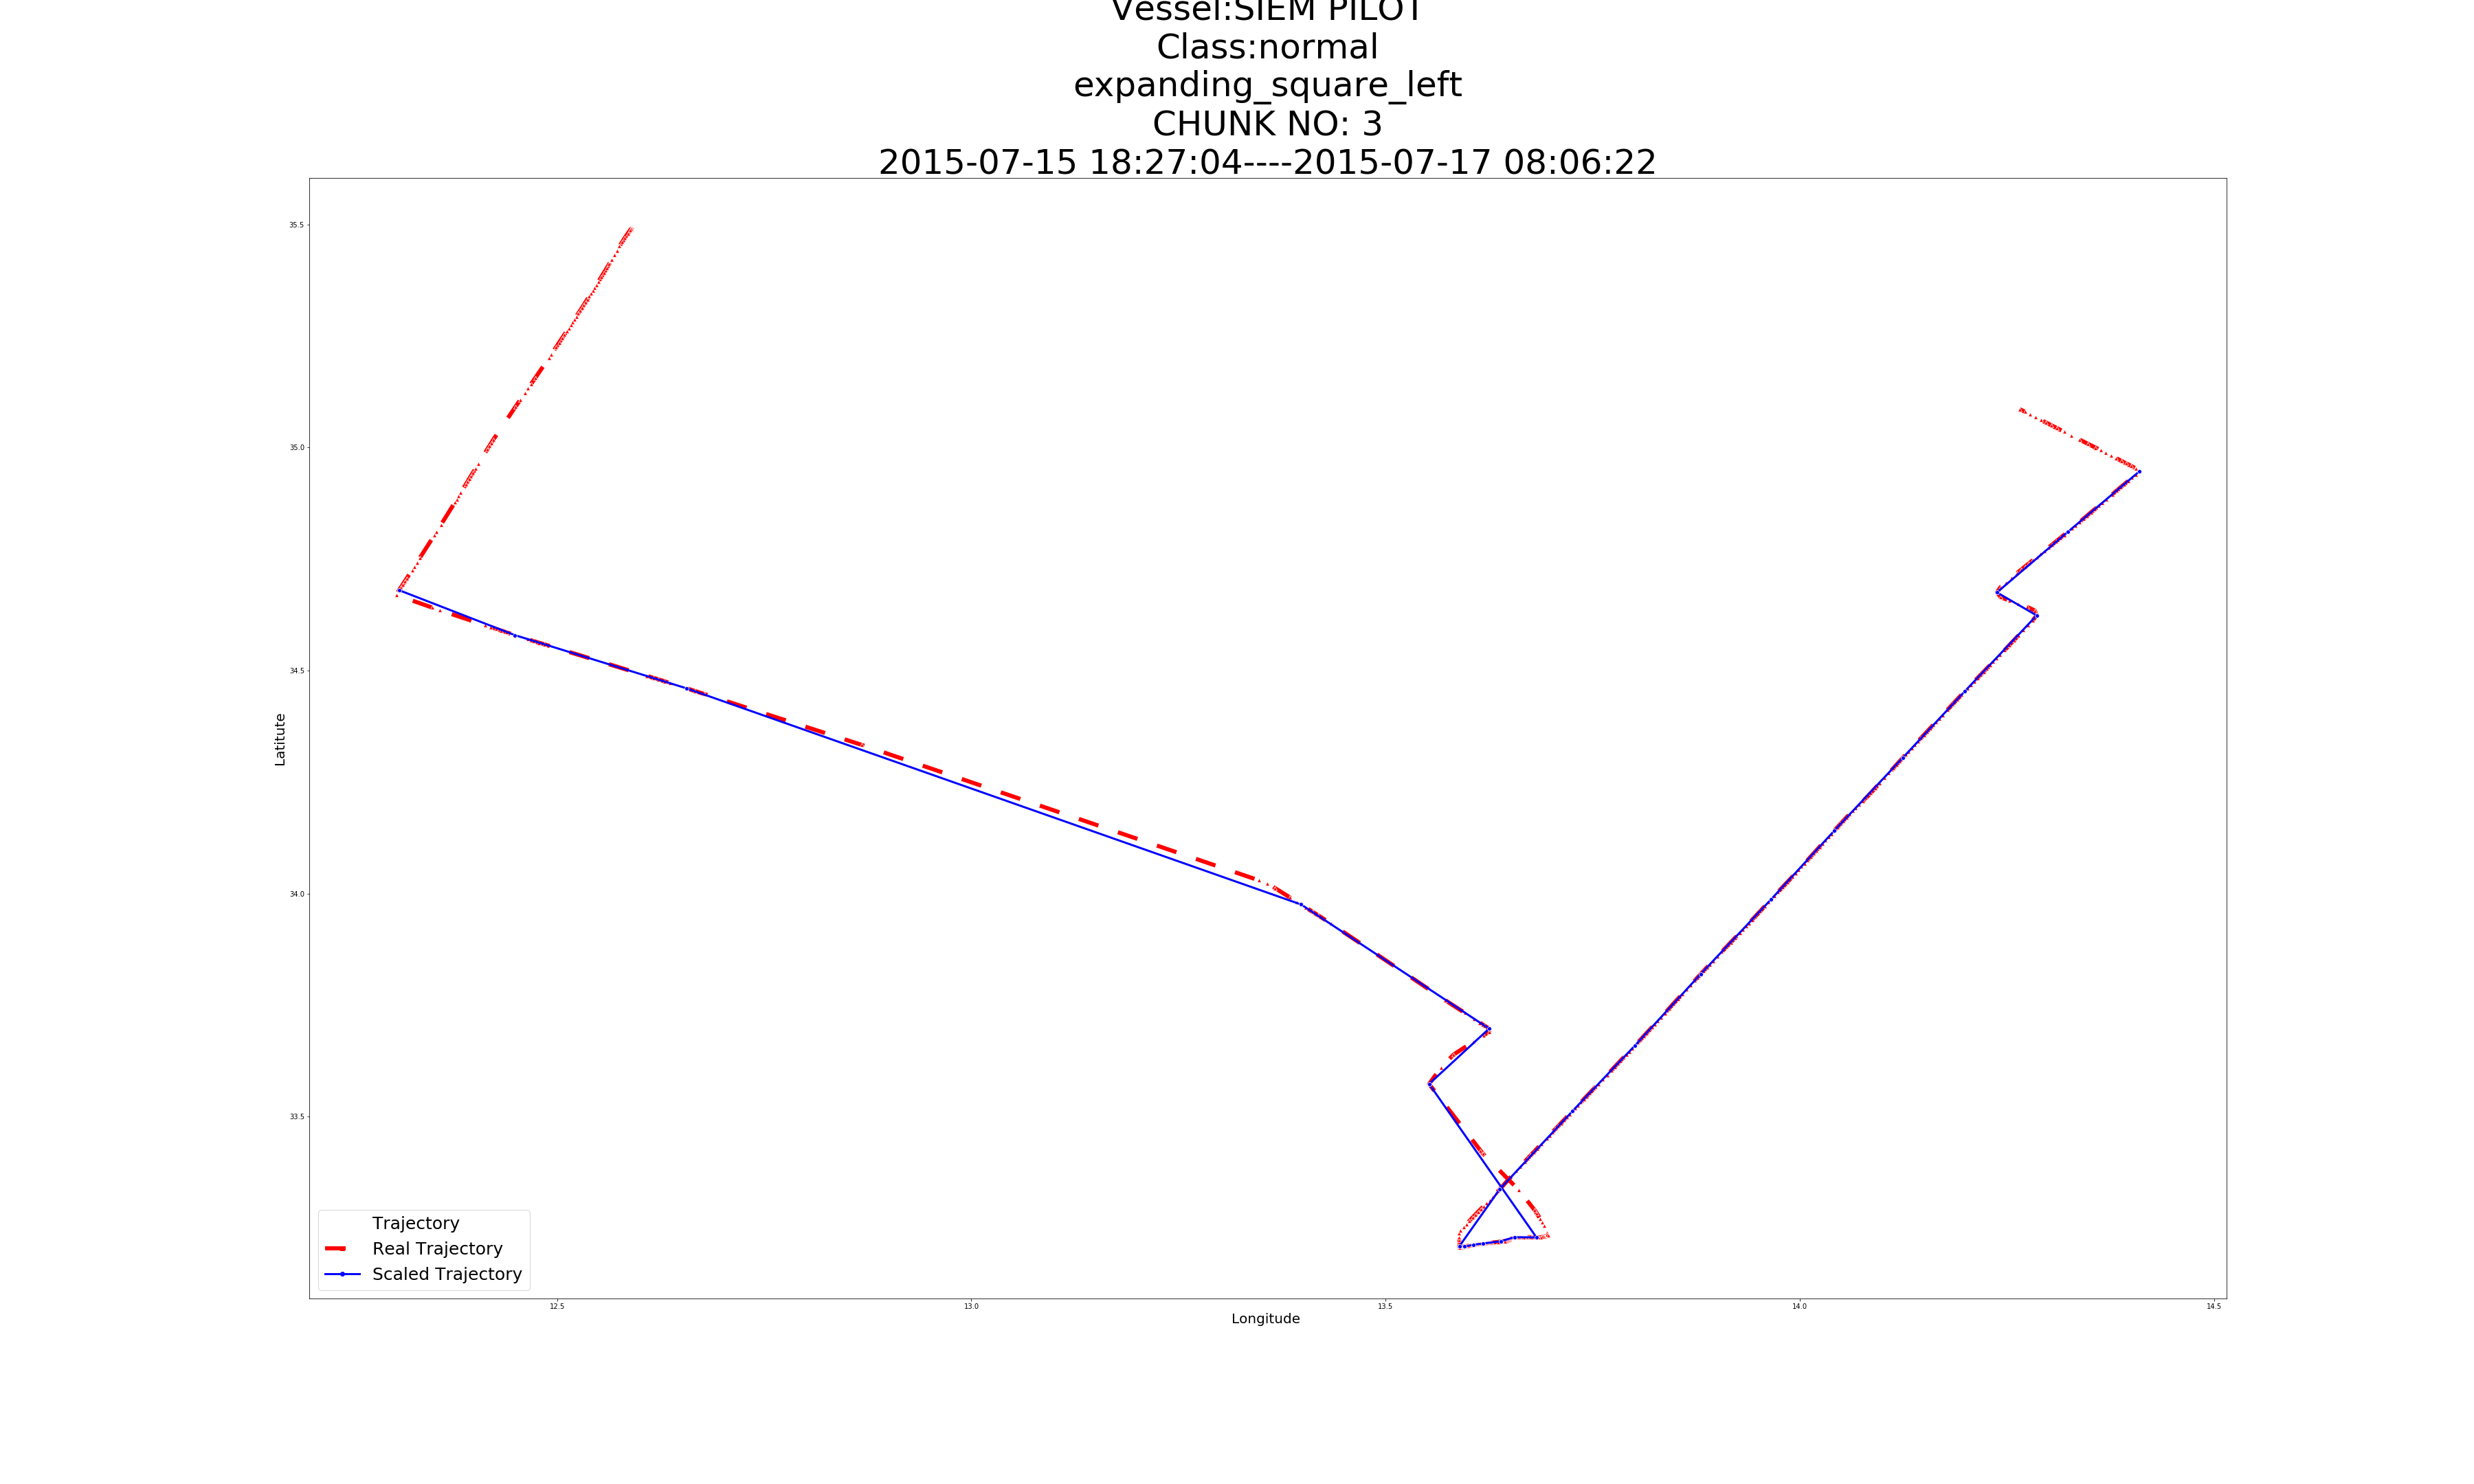 Vessel:SIEM PILOT
Class:normal
expanding_square_left
CHUNK NO: 3
2015-07-15 18:27:04----2015-07-17 08:06:22
35.5
35.0
34.5
34.0
33.5
Latitute
Trajectory
Real Trajectory
Scaled Trajectory
12.5
13.0
13.5
14.0
14.5
Longitude